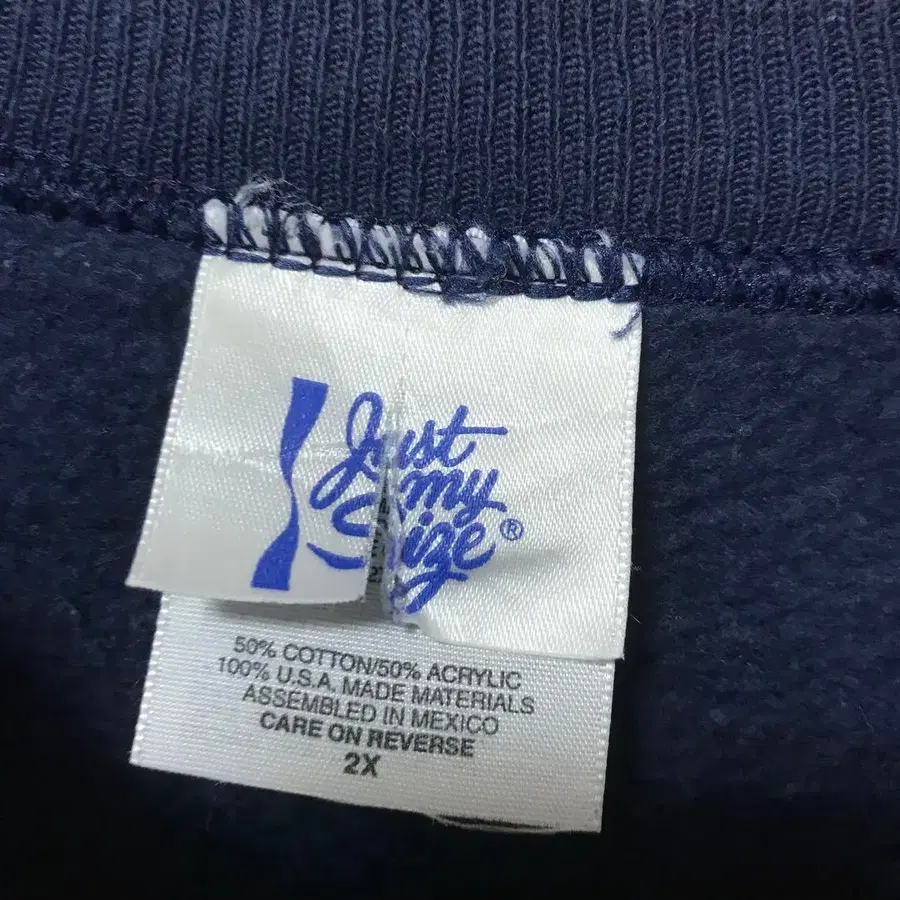 Just
my
Size®
50% COTTON/50% ACRYLIC
100% U.S.A. MADE MATERIALS
ASSEMBLED IN MEXICO
CARE ON REVERSE
2X